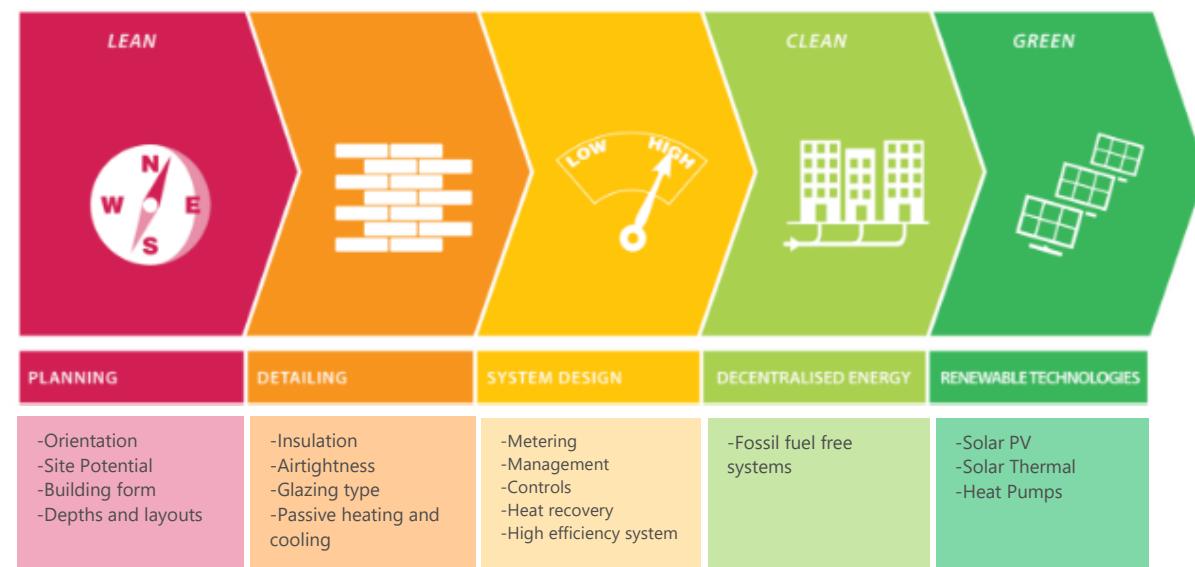 LEAN
CLEAN
GREEN
N
W
E
S
LOW
HIGH
PLANNING
DETAILING
SYSTEM DESIGN
DECENTRALISED ENERGY
RENEWABLE TECHNOLOGIES
-Orientation
-Site Potential
-Building form
-Depths and layouts
-Insulation
-Airtightness
-Glazing type
-Passive heating and
cooling
-Metering
-Management
-Controls
-Heat recovery
-High efficiency system
-Fossil fuel free
systems
-Solar PV
-Solar Thermal
-Heat Pumps